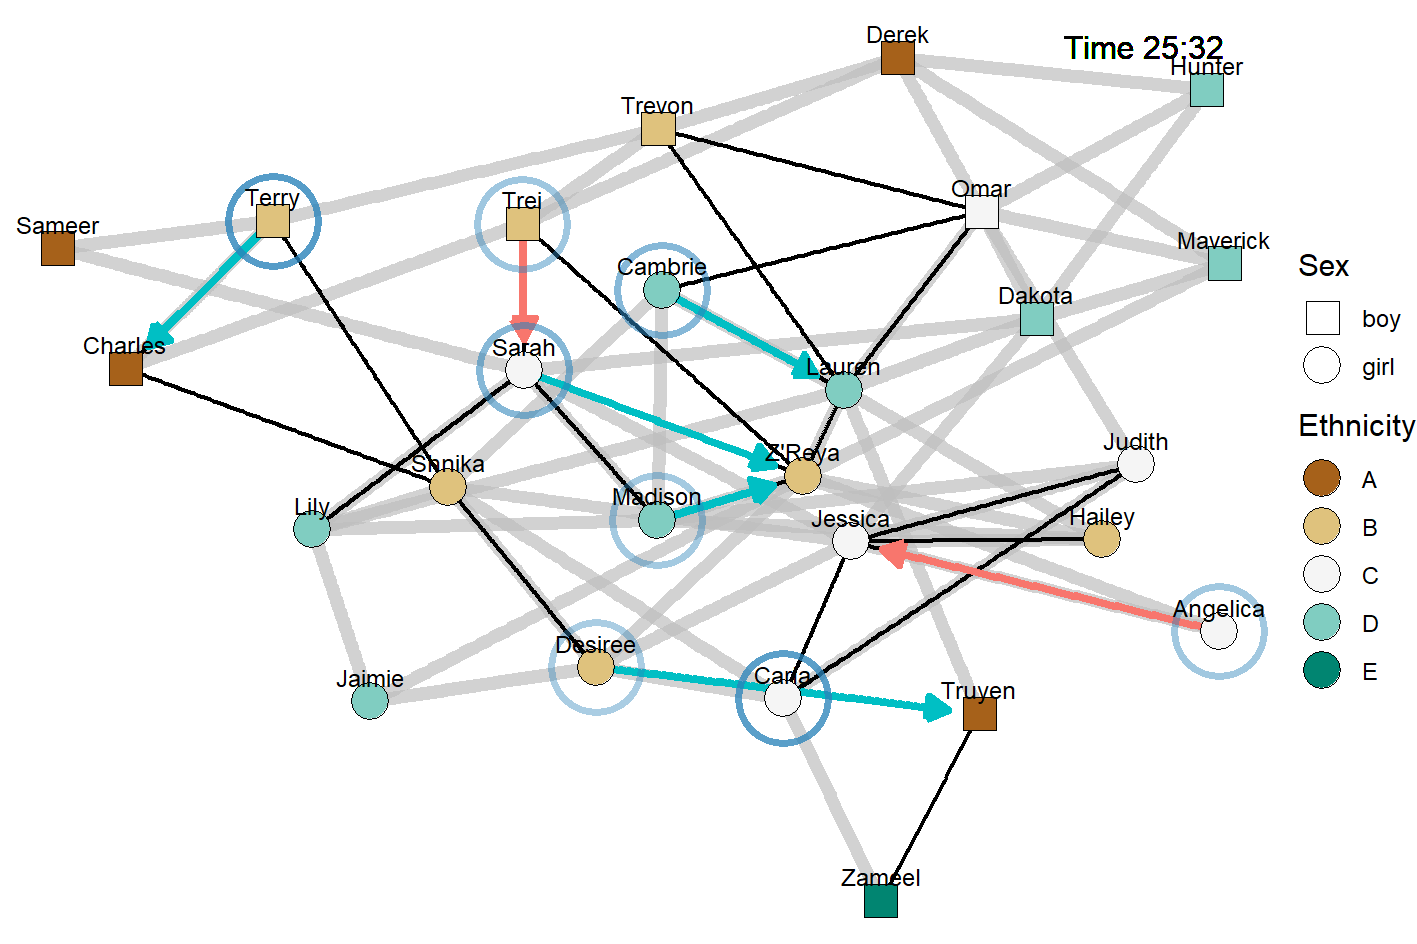 Derek
Time 25:32
Hunter
Trevon
Terry
Trei
Omar
Sameer
Maverick
Cambrie
Dakota
Charles
Sarah
Lauren
Judith
Z'Reya
Shnika
Madison
Lily
Jessica
Hailey
Angelica
Desiree
Jaimie
Carla
Truyen
Zameel
Sex
boy
girl
Ethnicity
A
B
C
D
E